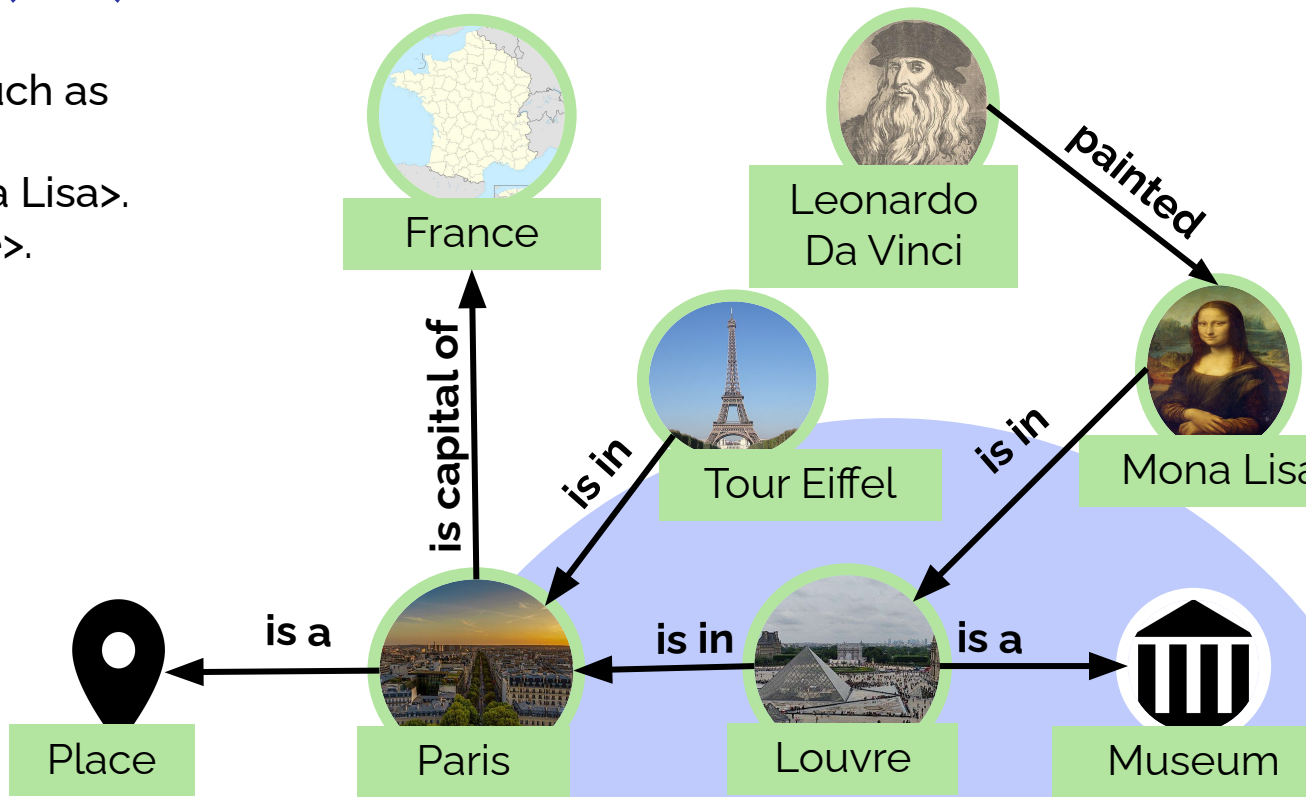 uch as
a Lisa>.
>.
France
Leonardo
Da Vinci
painted
is capital of
is in
Tour Eiffel
is in
Mona Lisa
is a
is in
is a
Place
Paris
Louvre
Museum